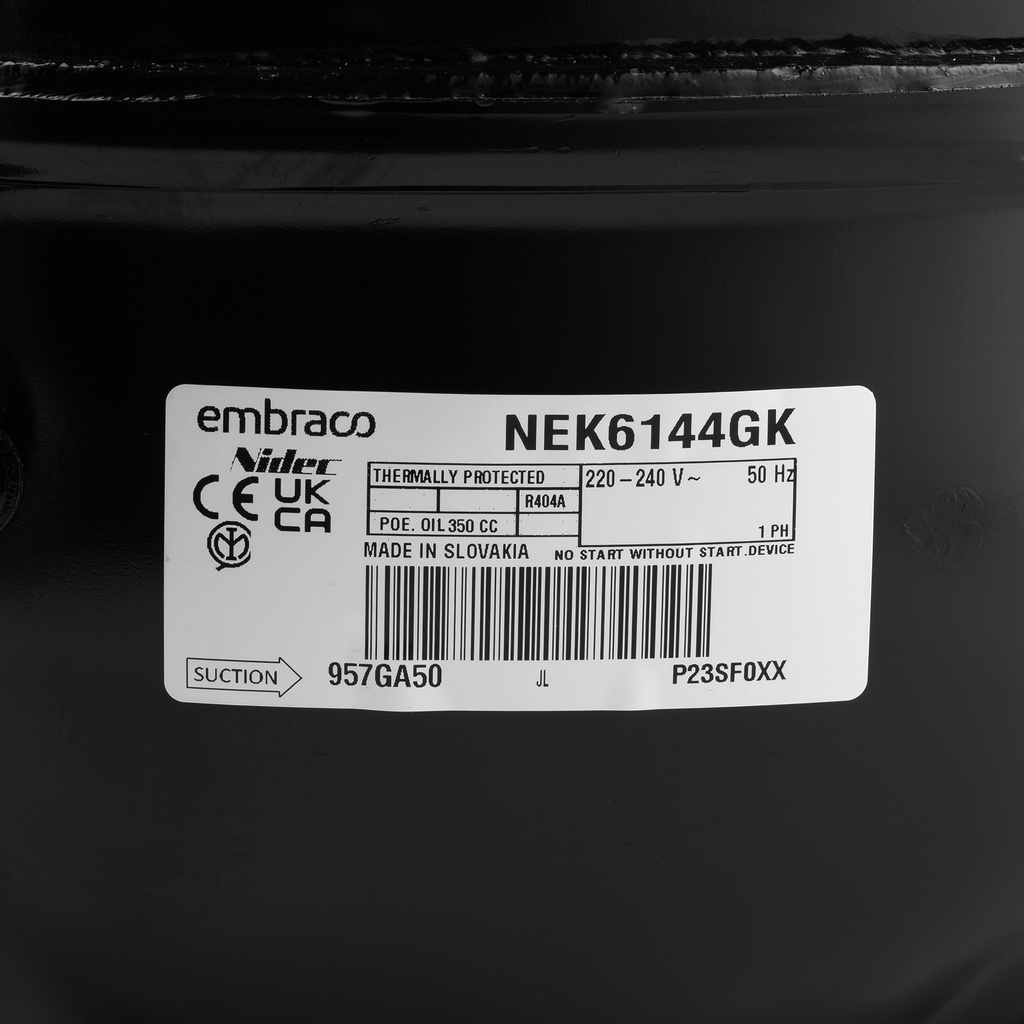 embraco
NEK6144GK
Nidec
CE UK CA
THERMALLY PROTECTED
220 – 240 V ~ 50 Hz
R404A
POE. OIL 350 CC
1 PH
MADE IN SLOVAKIA
NO START WITHOUT START.DEVICE
SUCTION
957GA50
JL
P23SF0XX